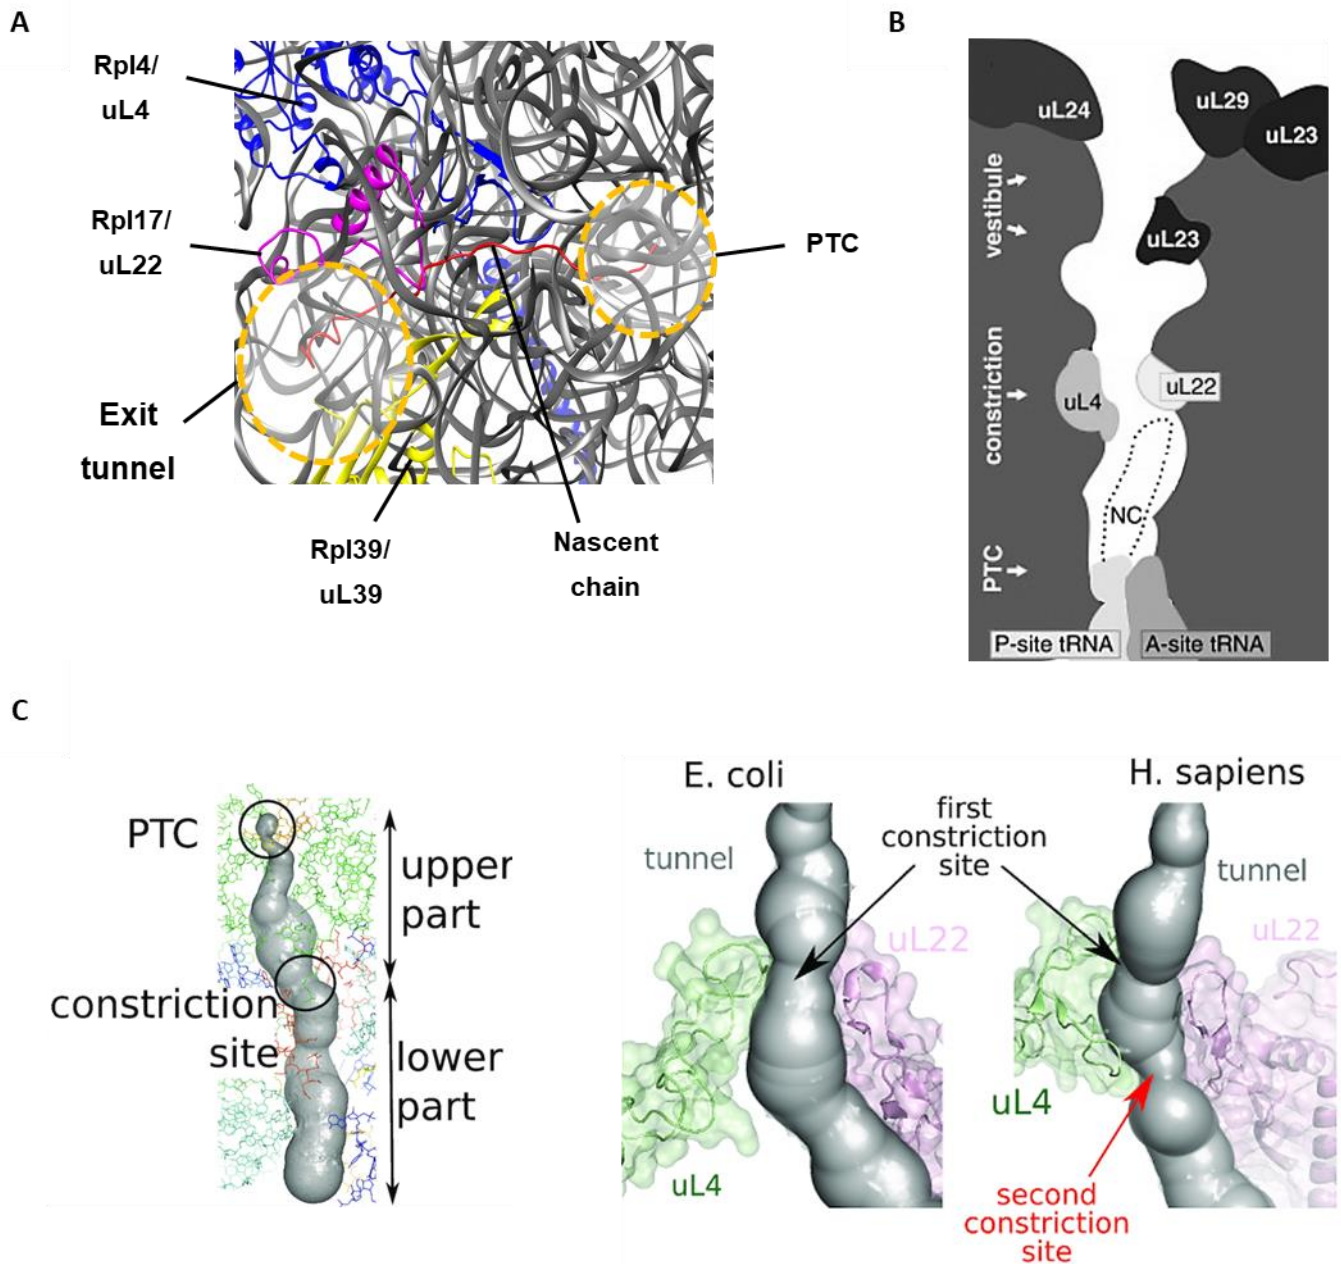 A
Rpl4/
uL4
Rpl17/
uL22
Exit
tunnel
Rpl39/
uL39
Nascent
chain
PTC
B
uL24
uL29
uL23
uL23
vestibule
constriction
uL4
uL22
NC
PTC
P-site tRNA
A-site tRNA
C
PTC
upper
part
constriction
site
lower
part
E. coli
H. sapiens
first
constriction
site
tunnel
tunnel
uL22
uL22
uL4
uL4
second
constriction
site